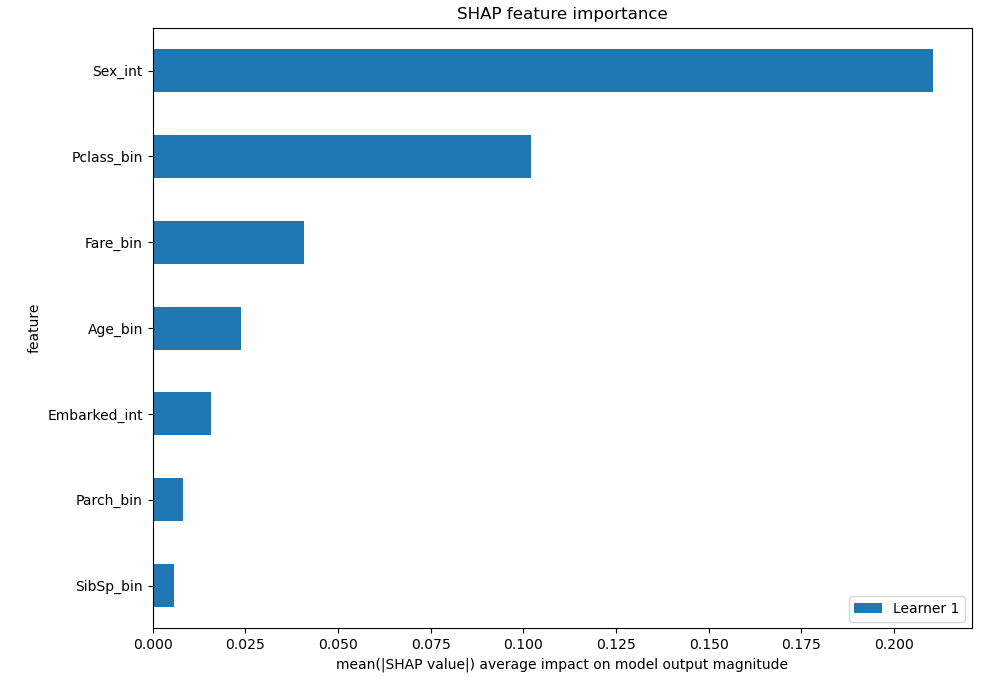 SHAP feature importance
feature
Sex_int
Pclass_bin
Fare_bin
Age_bin
Embarked_int
Parch_bin
SibSp_bin
Learner 1
0.000 0.025 0.050 0.075 0.100 0.125 0.150 0.175 0.200
mean(|SHAP value|) average impact on model output magnitude